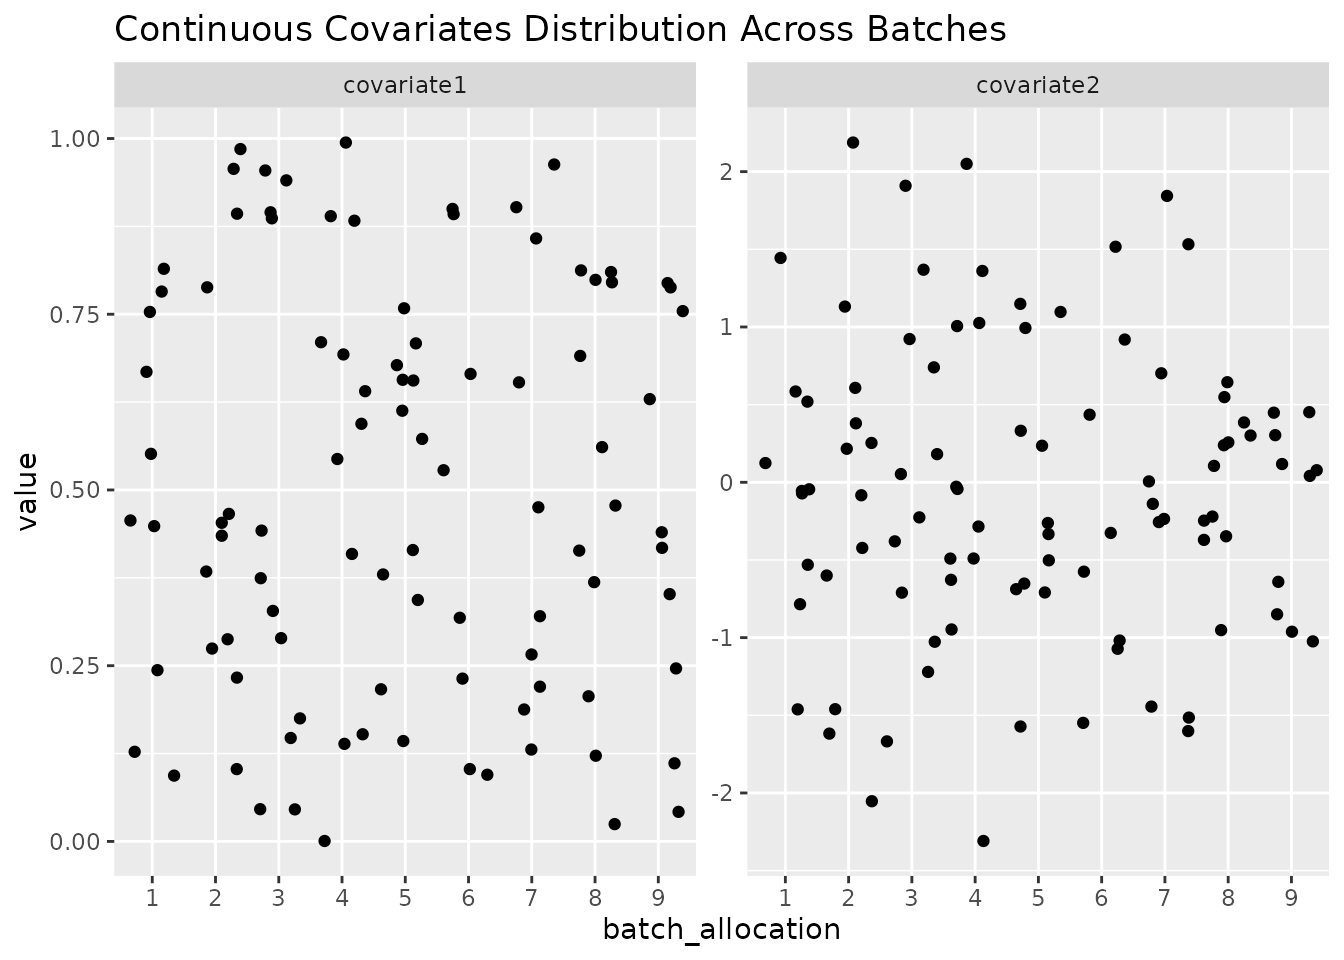 Continuous Covariates Distribution Across Batches
covariate1
covariate2
value
1.00
0.75
0.50
0.25
0.00
2
1
0
-1
-2
1 2 3 4 5 6 7 8 9
1 2 3 4 5 6 7 8 9
batch_allocation